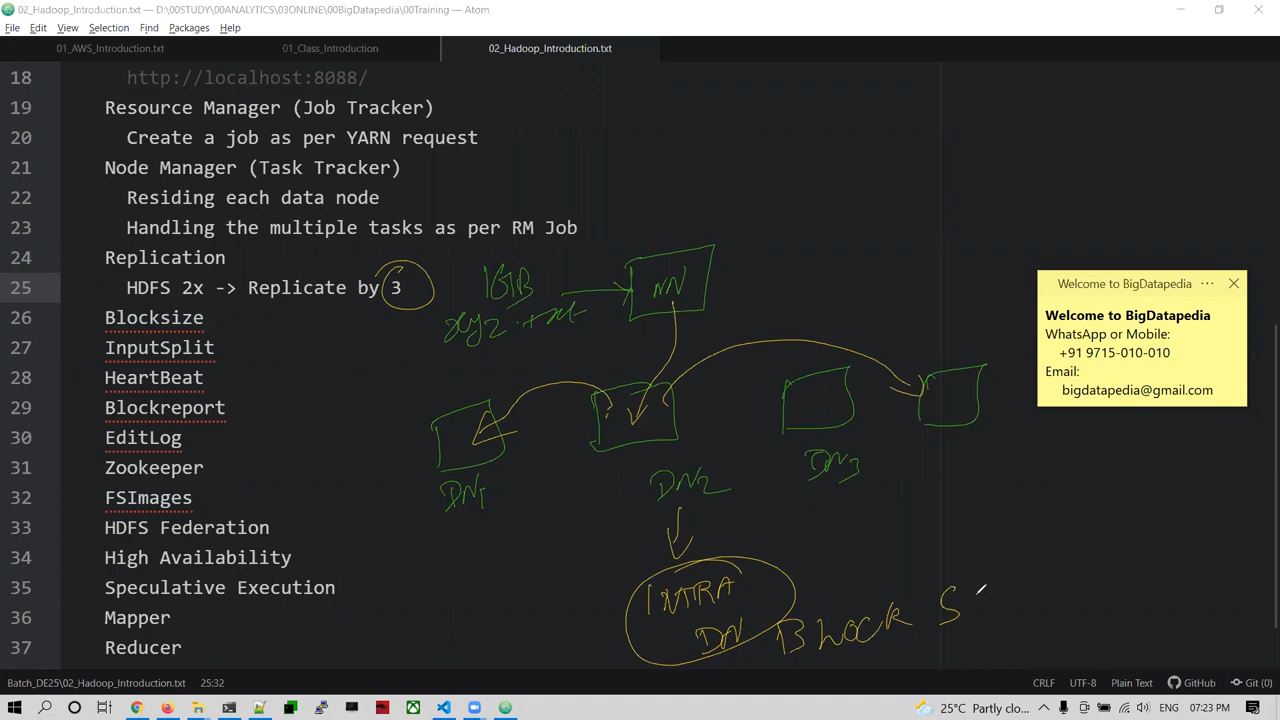 02_Hadoop_Introduction.txt — D:\00STUDY\00ANALYTICS\03ONLINE\00BigDatapedia\00Training — Atom
File Edit View Selection Find Packages Help
01_AWS_Introduction.txt 01_Class_Introduction 02_Hadoop_Introduction.txt
18 http://localhost:8088/
19 Resource Manager (Job Tracker)
20 Create a job as per YARN request
21 Node Manager (Task Tracker)
22 Residing each data node
23 Handling the multiple tasks as per RM Job
24 Replication
25 HDFS 2x -> Replicate by 3
26 Blocksize
27 InputSplit
28 HeartBeat
29 Blockreport
30 EditLog
31 Zookeeper
32 FSImages
33 HDFS Federation
34 High Availability
35 Speculative Execution
36 Mapper
37 Reducer
1GB
xyz.txt
NN
DN1
DN2
DN3
INTRA
DN Block S
Welcome to BigDatapedia
Welcome to BigDatapedia
WhatsApp or Mobile:
+91 9715-010-010
Email:
bigdatapedia@gmail.com
Batch_DE25\02_Hadoop_Introduction.txt 25:32 CRLF UTF-8 Plain Text GitHub Git (0)
25°C Partly clo... 07:23 PM